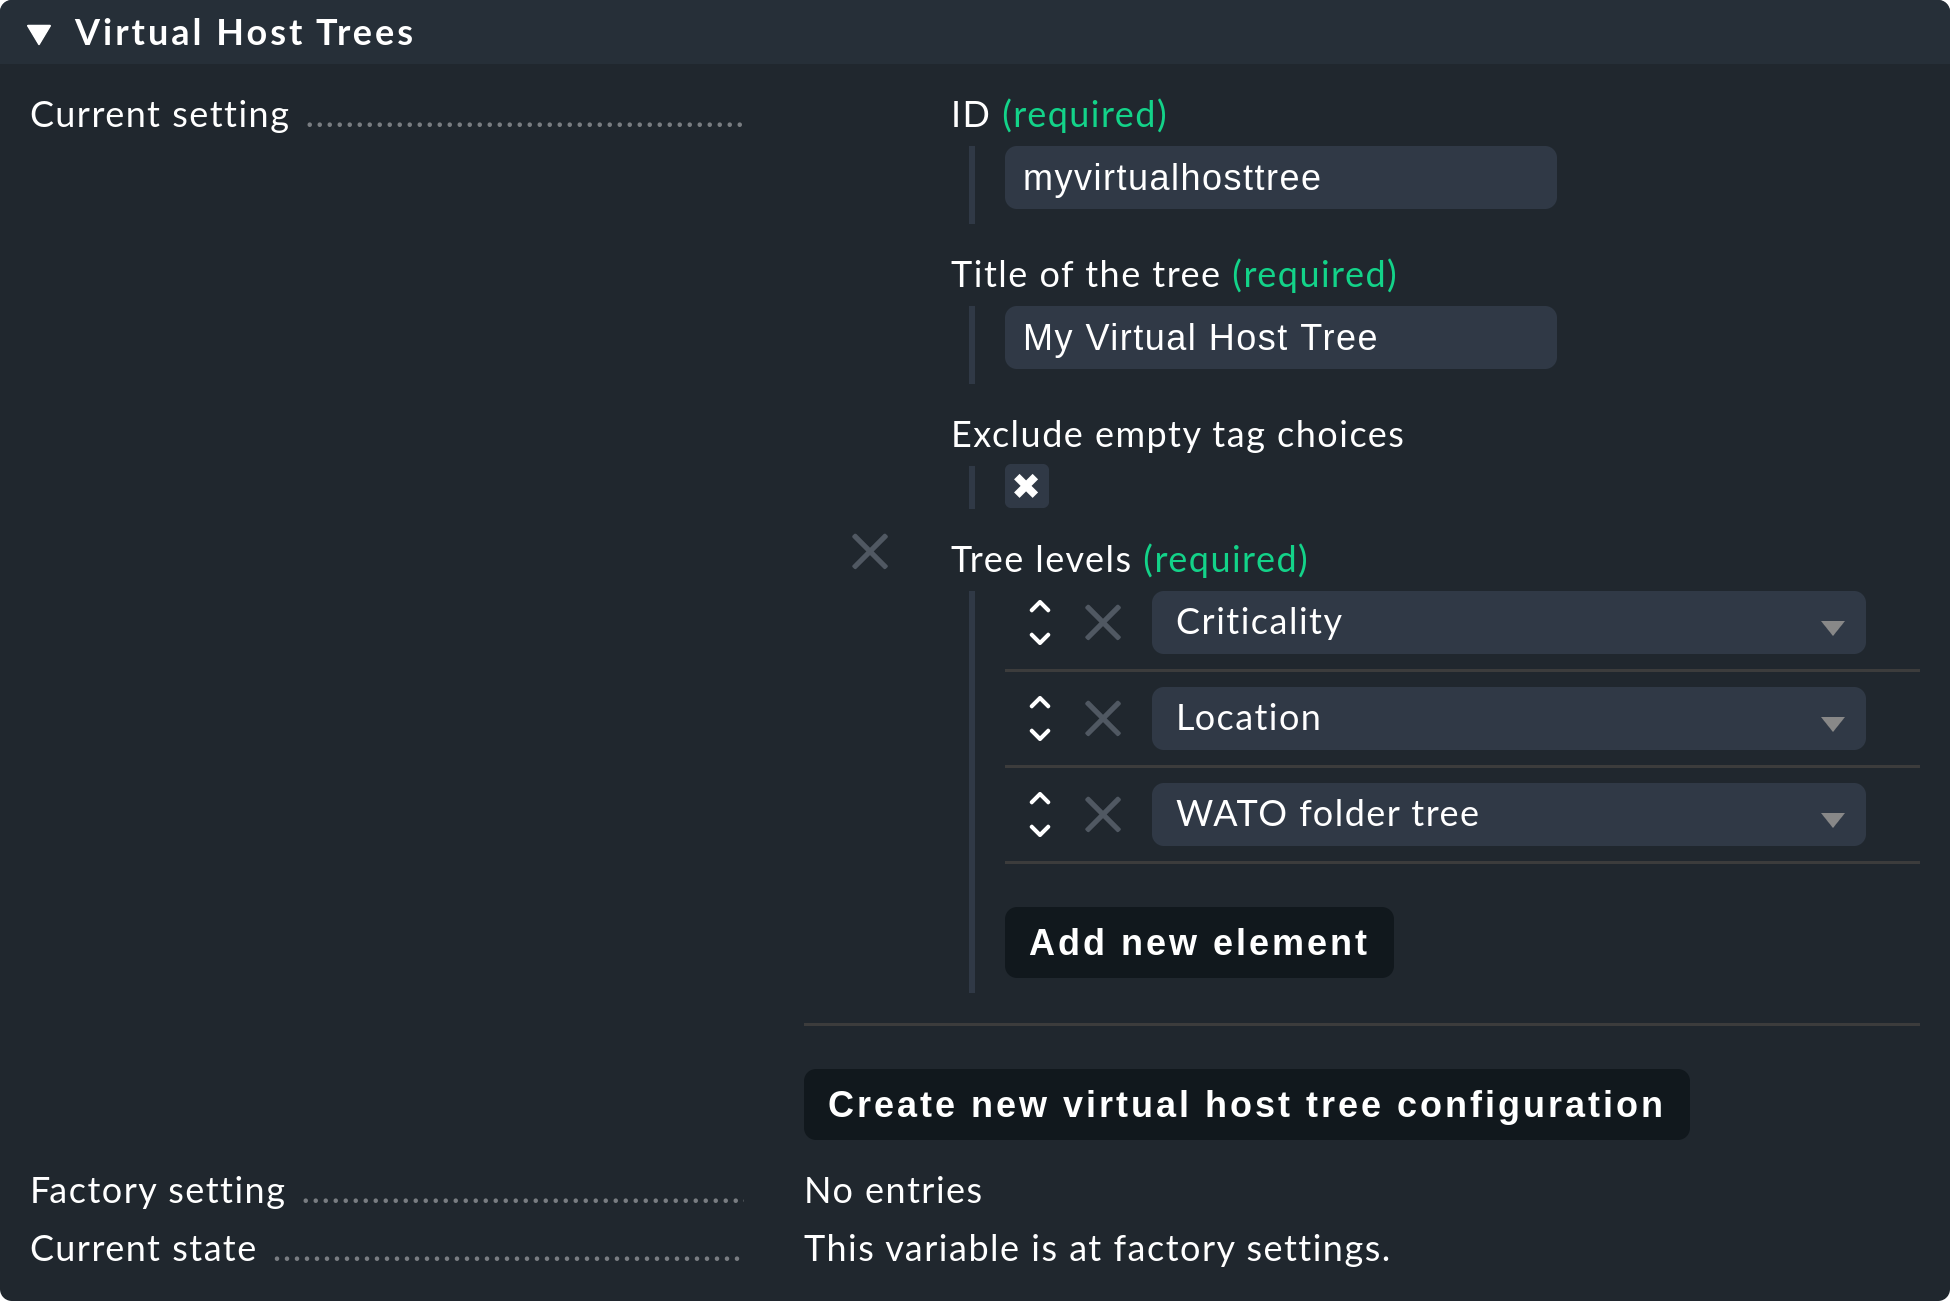 Virtual Host Trees
Current setting
ID (required)
myvirtualhosttree
Title of the tree (required)
My Virtual Host Tree
Exclude empty tag choices
Tree levels (required)
Criticality
Location
WATO folder tree
Add new element
Create new virtual host tree configuration
Factory setting No entries
Current state This variable is at factory settings.